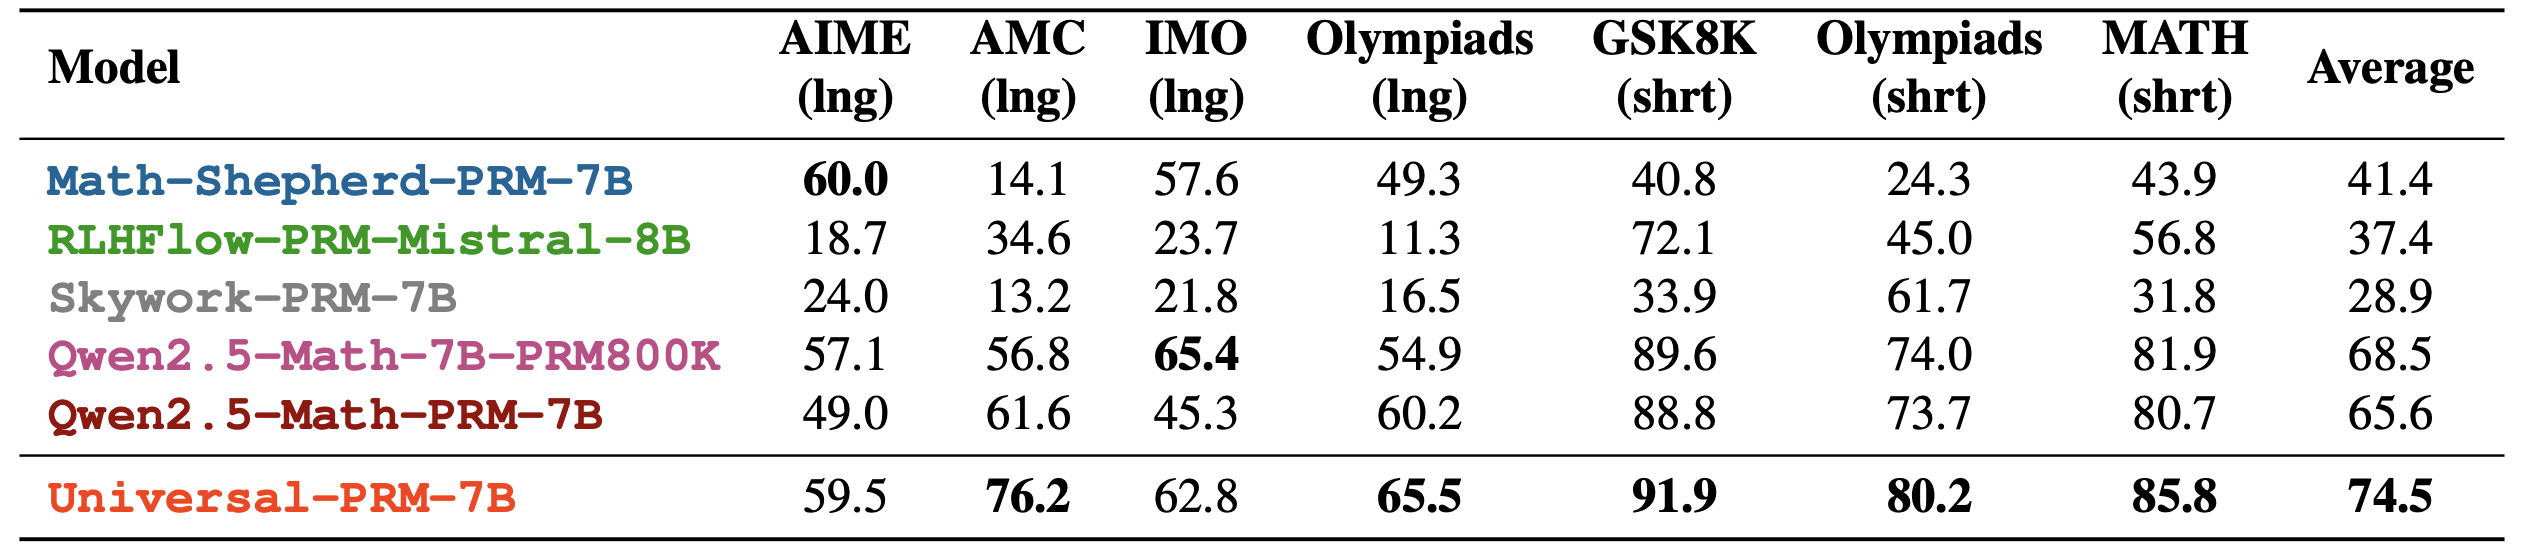 Model AIME (lng) AMC (lng) IMO (lng) Olympiads (lng) GSK8K (shrt) Olympiads (shrt) MATH (shrt) Average
Math-Shepherd-PRM-7B 60.0 14.1 57.6 49.3 40.8 24.3 43.9 41.4
RLHFlow-PRM-Mistral-8B 18.7 34.6 23.7 11.3 72.1 45.0 56.8 37.4
Skywork-PRM-7B 24.0 13.2 21.8 16.5 33.9 61.7 31.8 28.9
Qwen2.5-Math-7B-PRM800K 57.1 56.8 65.4 54.9 89.6 74.0 81.9 68.5
Qwen2.5-Math-PRM-7B 49.0 61.6 45.3 60.2 88.8 73.7 80.7 65.6
Universal-PRM-7B 59.5 76.2 62.8 65.5 91.9 80.2 85.8 74.5